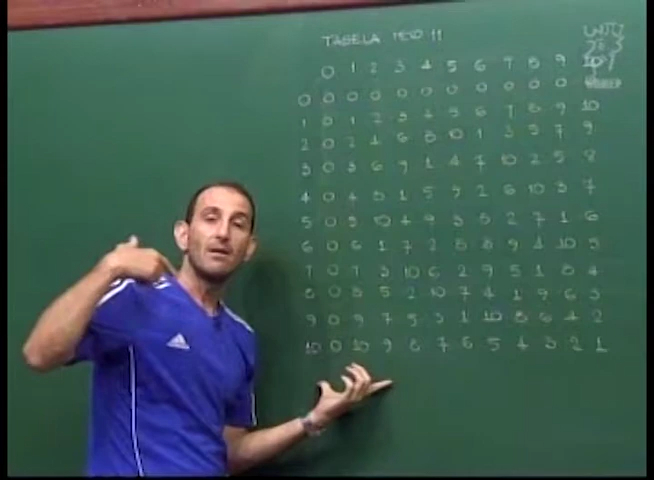 TABELA MOD 11
0 1 2 3 4 5 6 7 8 9 10
0 0 0 0 0 0 0 0 0 0 0
1 0 1 2 3 4 5 6 7 8 9 10
2 0 2 4 6 8 10 1 3 5 7 9
3 0 3 6 9 1 4 7 10 2 5 8
4 0 4 8 1 5 9 2 6 10 3 7
5 0 5 10 4 9 3 8 2 7 1 6
6 0 6 1 7 2 8 3 9 4 10 5
7 0 7 3 10 6 2 9 5 1 8 4
8 0 8 5 2 10 7 4 1 9 6 3
9 0 9 7 5 3 1 10 8 6 4 2
10 0 10 9 8 7 6 5 4 3 2 1